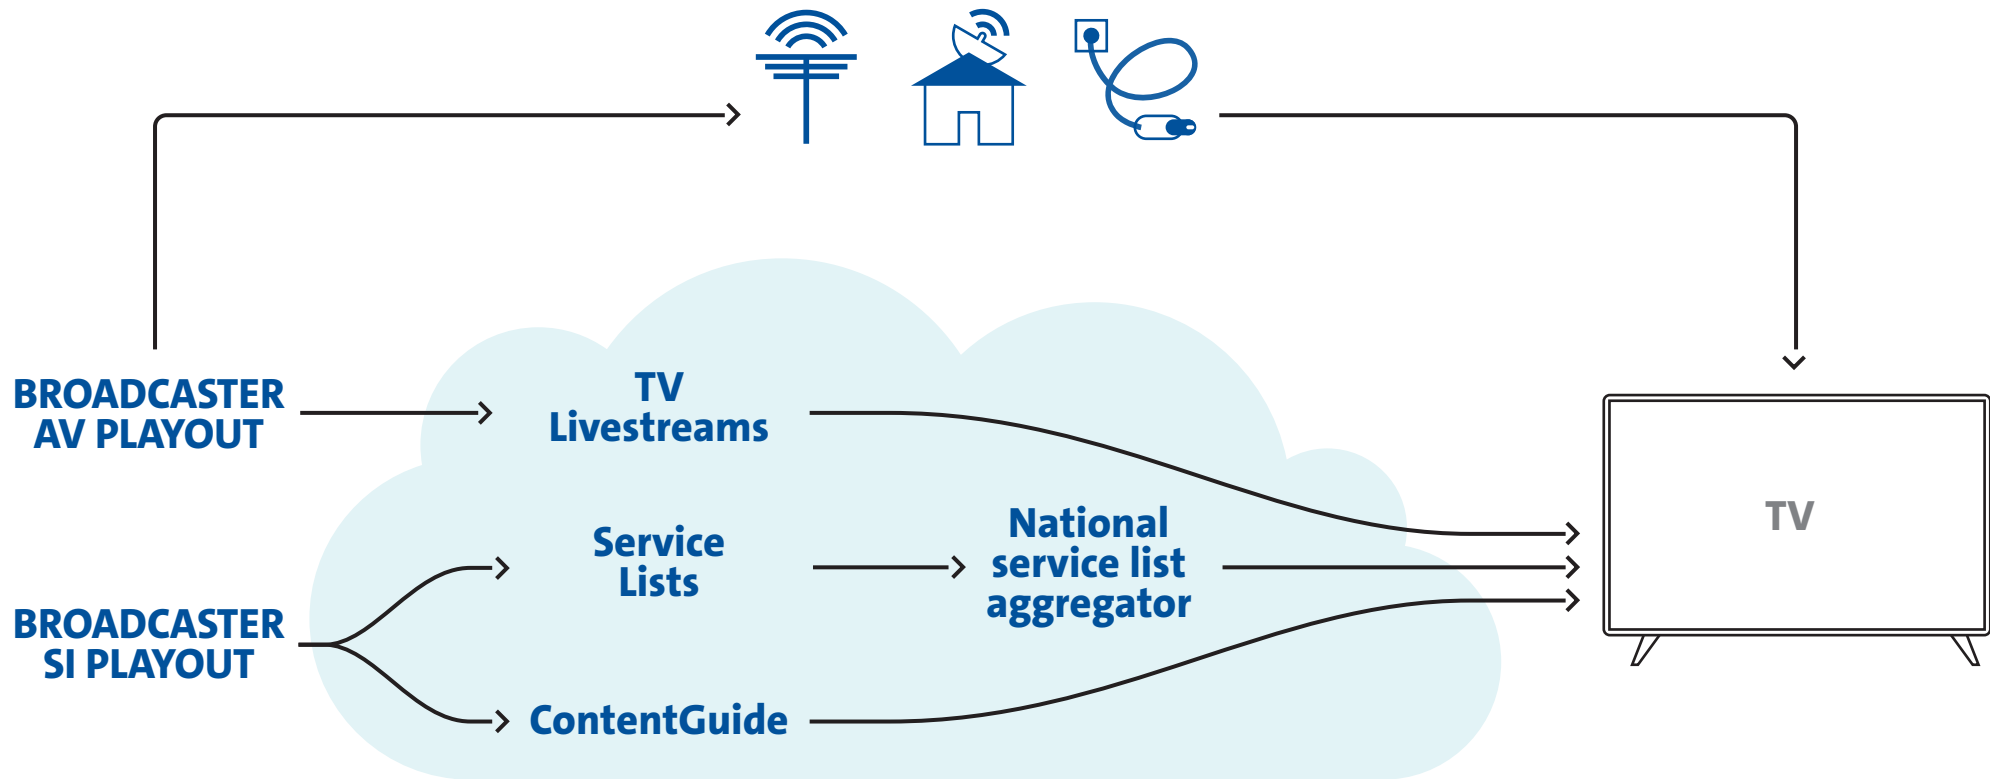 BROADCASTER
AV PLAYOUT
TV
Livestreams
BROADCASTER
SI PLAYOUT
Service
Lists
National
service list
aggregator
ContentGuide
TV